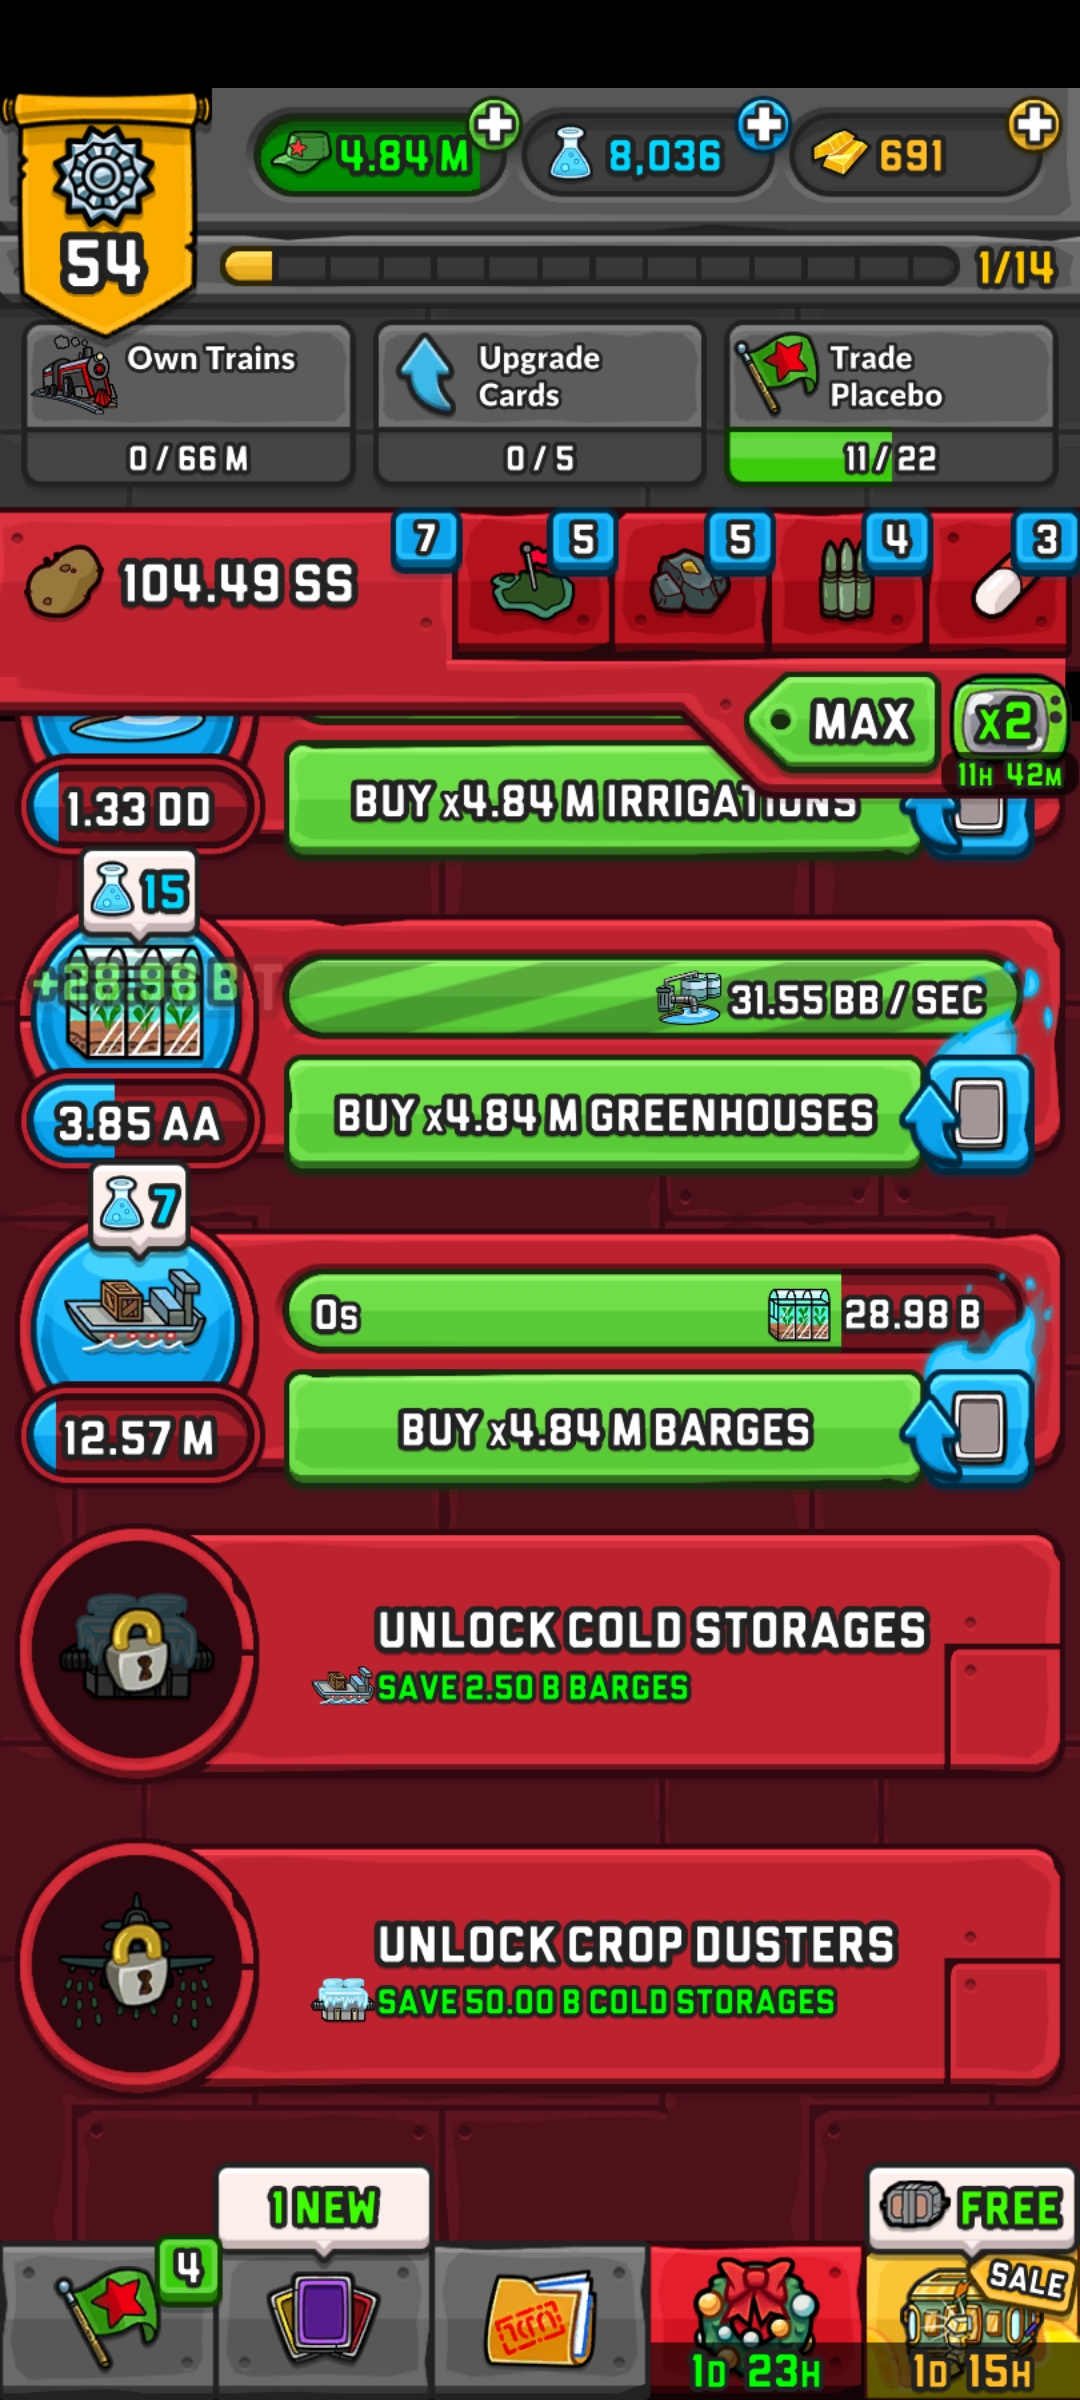 4.84 M
8,036
691
54
1/14
Own Trains
0 / 66 M
Upgrade
Cards
0 / 5
Trade
Placebo
11 / 22
104.49 SS
7
5
5
4
3
MAX
x2
11H 42M
1.33 DD
BUY x4.84 M IRRIGATIONS
15
+28.98 B
31.55 BB / SEC
3.85 AA
BUY x4.84 M GREENHOUSES
7
0s
28.98 B
12.57 M
BUY x4.84 M BARGES
UNLOCK COLD STORAGES
SAVE 2.50 B BARGES
UNLOCK CROP DUSTERS
SAVE 50.00 B COLD STORAGES
1 NEW
FREE
4
SALE
1D 23H
1D 15H